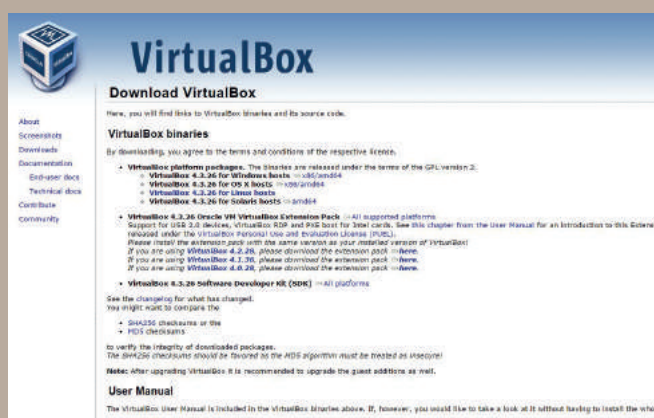 VirtualBox
Download VirtualBox
Here, you will find links to VirtualBox binaries and its source code.
About
Screenshots
Downloads
Documentation
End-user docs
Technical docs
Contribute
Community
VirtualBox binaries
By downloading, you agree to the terms and conditions of the respective license.
• VirtualBox platform packages. The binaries are released under the terms of the GPL version 2.
VirtualBox 4.3.26 for Windows hosts x86/amd64
VirtualBox 4.3.26 for OS X hosts x86/amd64
VirtualBox 4.3.26 for Linux hosts
VirtualBox 4.3.26 for Solaris hosts amd64
• VirtualBox 4.3.26 Oracle VM VirtualBox Extension Pack All supported platforms
Support for USB 2.0 devices, VirtualBox RDP and PXE boot for Intel cards. See this chapter from the User Manual for an introduction to this Exten
released under the VirtualBox Personal Use and Evaluation License (PUEL).
Please install the extension pack with the same version as your installed version of VirtualBox!
If you are using VirtualBox 4.2.28, please download the extension pack here.
If you are using VirtualBox 4.1.36, please download the extension pack here.
If you are using VirtualBox 4.0.28, please download the extension pack here.
• VirtualBox 4.3.26 Software Developer Kit (SDK) All platforms
See the changelog for what has changed.
You might want to compare the
• SHA256 checksums or the
• MD5 checksums
to verify the integrity of downloaded packages.
The SHA256 checksums should be favored as the MD5 algorithm must be treated as insecure!
Note: After upgrading VirtualBox it is recommended to upgrade the guest additions as well.
User Manual
The VirtualBox User Manual is included in the VirtualBox binaries above. If, however, you would like to take a look at it without having to install the who